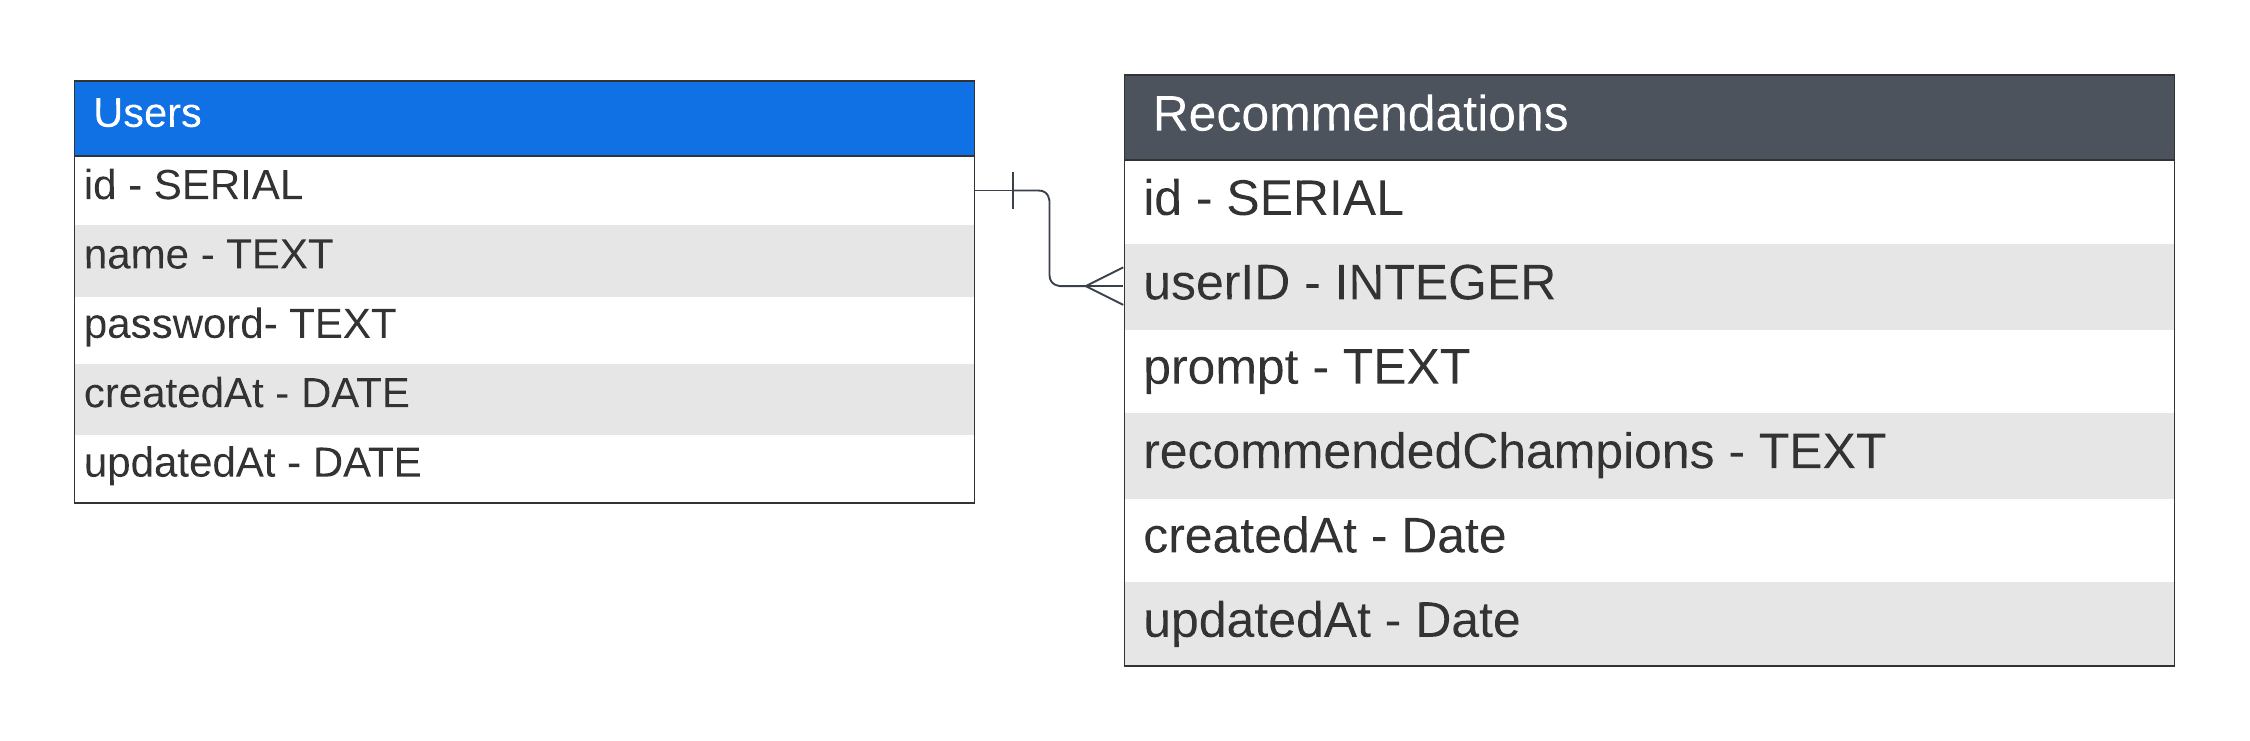 Users
id - SERIAL
name - TEXT
password- TEXT
createdAt - DATE
updatedAt - DATE
Recommendations
id - SERIAL
userID - INTEGER
prompt - TEXT
recommendedChampions - TEXT
createdAt - Date
updatedAt - Date